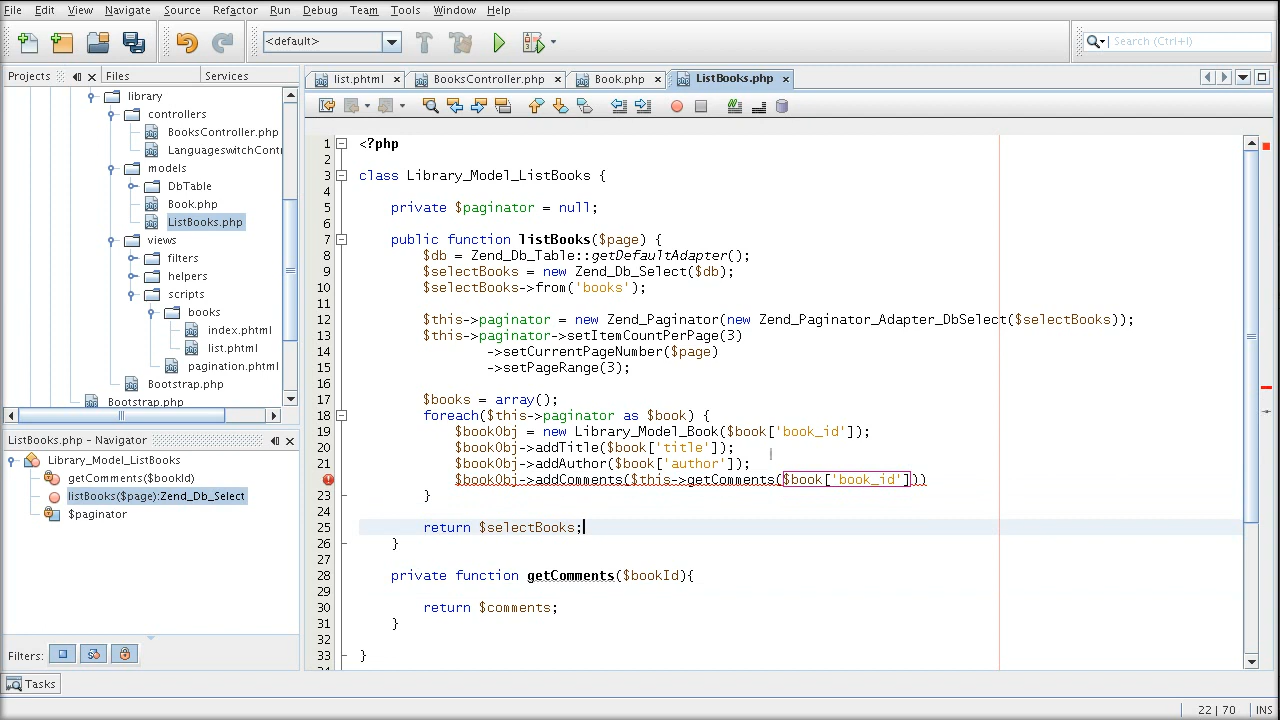 File Edit View Navigate Source Refactor Run Debug Team Tools Window Help
<default>
Search (Ctrl+I)
Projects Files Services
list.phtml BooksController.php Book.php ListBooks.php
library
controllers
BooksController.php
LanguageswitchContr
models
DbTable
Book.php
ListBooks.php
views
filters
helpers
scripts
books
index.phtml
list.phtml
pagination.phtml
Bootstrap.php
Bootstrap.php
ListBooks.php - Navigator
Library_Model_ListBooks
getComments($bookId)
listBooks($page):Zend_Db_Select
$paginator
Filters:
Tasks
1 <?php
2
3 class Library_Model_ListBooks {
4
5 private $paginator = null;
6
7 public function listBooks($page) {
8 $db = Zend_Db_Table::getDefaultAdapter();
9 $selectBooks = new Zend_Db_Select($db);
10 $selectBooks->from('books');
11
12 $this->paginator = new Zend_Paginator(new Zend_Paginator_Adapter_DbSelect($selectBooks));
13 $this->paginator->setItemCountPerPage(3)
14 ->setCurrentPageNumber($page)
15 ->setPageRange(3);
16
17 $books = array();
18 foreach($this->paginator as $book) {
19 $bookObj = new Library_Model_Book($book['book_id']);
20 $bookObj->addTitle($book['title']);
21 $bookObj->addAuthor($book['author']);
$bookObj->addComments($this->getComments($book['book_id']))
23 }
24
25 return $selectBooks;
26 }
27
28 private function getComments($bookId){
29
30 return $comments;
31 }
32
33 }
22 | 70 INS